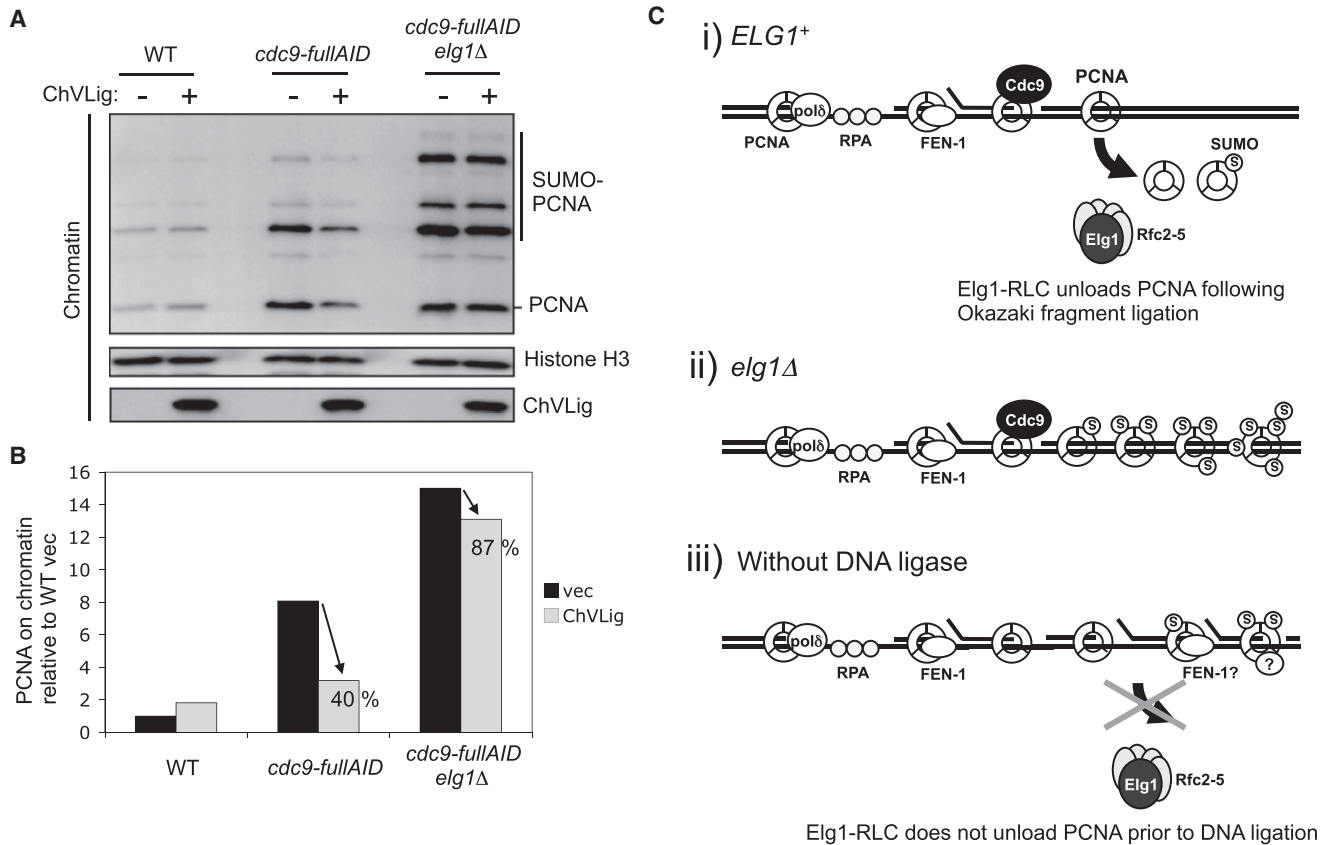 A
WT
cdc9-fullAID
cdc9-fullAID
elg1Δ
ChVLig:
- + - + - +
Chromatin
SUMO-
PCNA
PCNA
Histone H3
ChVLig
B
PCNA on chromatin
relative to WT vec
16
14
12
10
8
6
4
2
0
40 %
87 %
vec
ChVLig
WT
cdc9-fullAID
cdc9-fullAID
elg1Δ
C
i) ELG1⁺
Cdc9
PCNA
polδ
PCNA
RPA
FEN-1
SUMO
S
Elg1
Rfc2-5
Elg1-RLC unloads PCNA following
Okazaki fragment ligation
ii) elg1Δ
Cdc9
polδ
S S S S S S S S S S
RPA
FEN-1
iii) Without DNA ligase
polδ
S S S
RPA
FEN-1
FEN-1?
?
Elg1
Rfc2-5
Elg1-RLC does not unload PCNA prior to DNA ligation